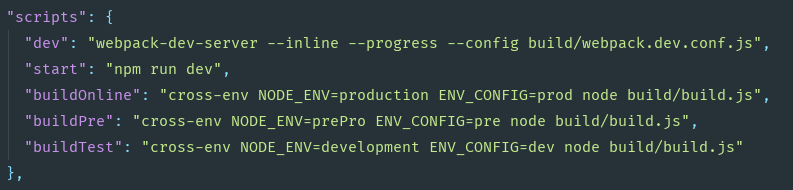 "scripts": {
"dev": "webpack-dev-server --inline --progress --config build/webpack.dev.conf.js",
"start": "npm run dev",
"buildOnline": "cross-env NODE_ENV=production ENV_CONFIG=prod node build/build.js",
"buildPre": "cross-env NODE_ENV=prePro ENV_CONFIG=pre node build/build.js",
"buildTest": "cross-env NODE_ENV=development ENV_CONFIG=dev node build/build.js"
},